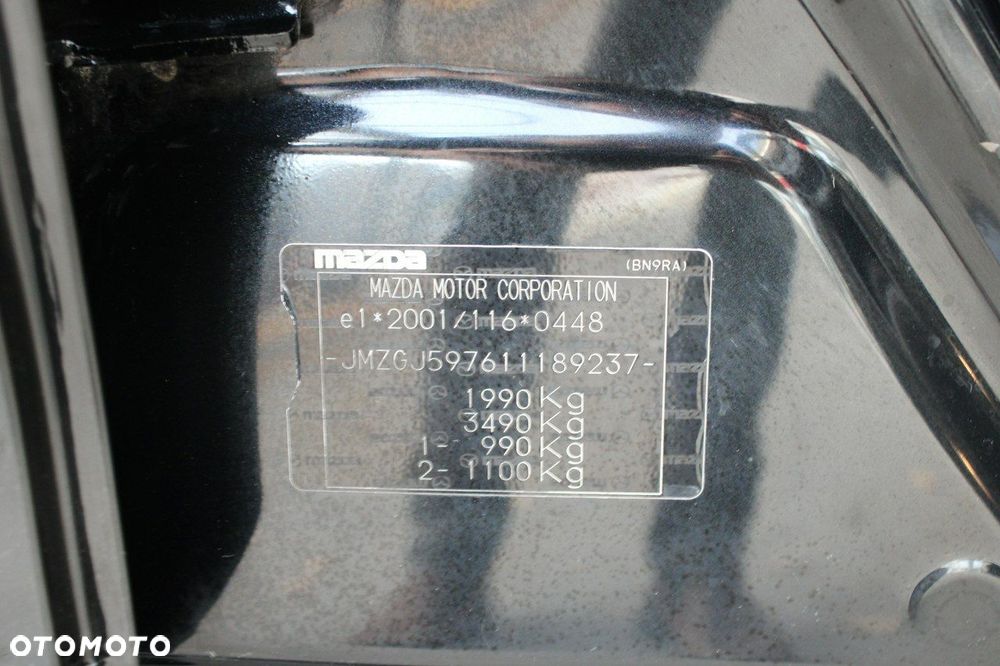 mazda
(BN9RA)
MAZDA MOTOR CORPORATION
e1*2001/116*0448
-JMZGJ597611189237-
1990Kg
3490Kg
1- 990Kg
2- 1100Kg
OTOMOTO